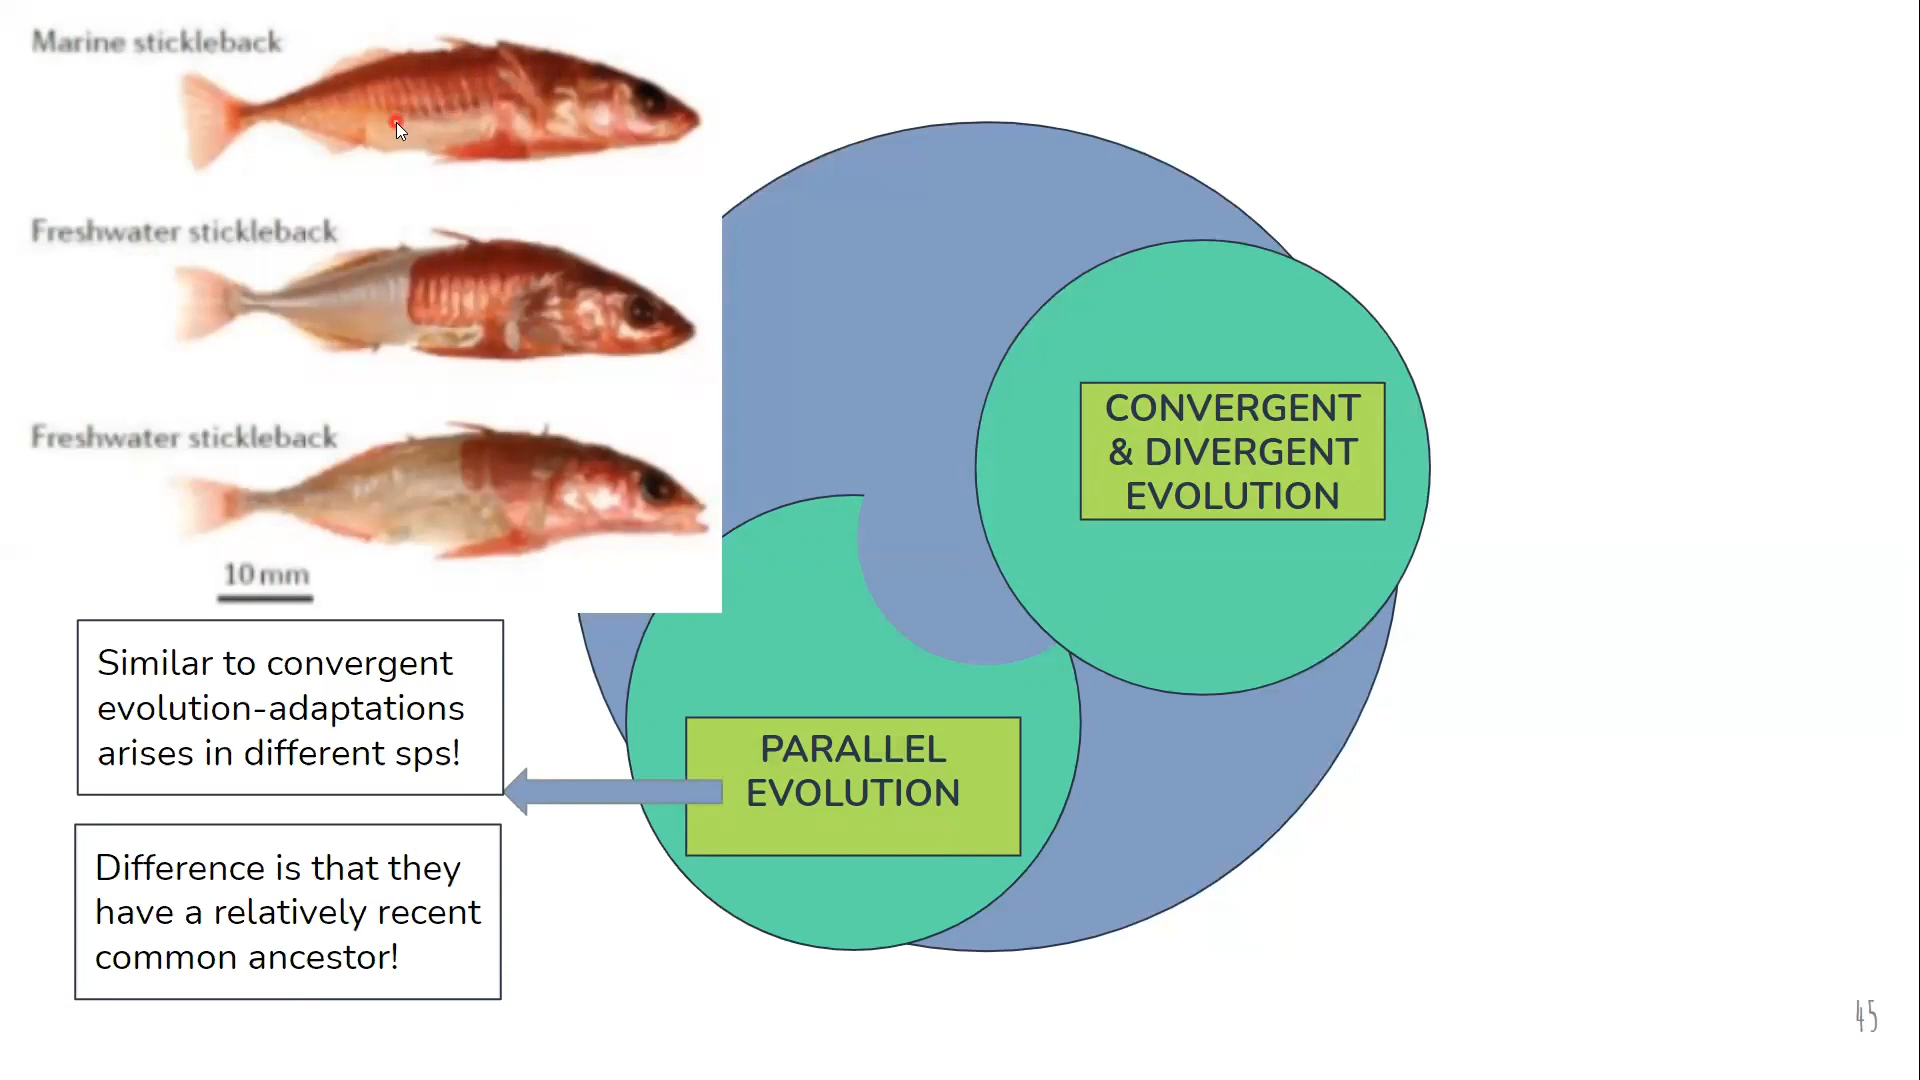 Marine stickleback
Freshwater stickleback
Freshwater stickleback
10 mm
CONVERGENT
& DIVERGENT
EVOLUTION
PARALLEL
EVOLUTION
Similar to convergent
evolution-adaptations
arises in different sps!
Difference is that they
have a relatively recent
common ancestor!
45